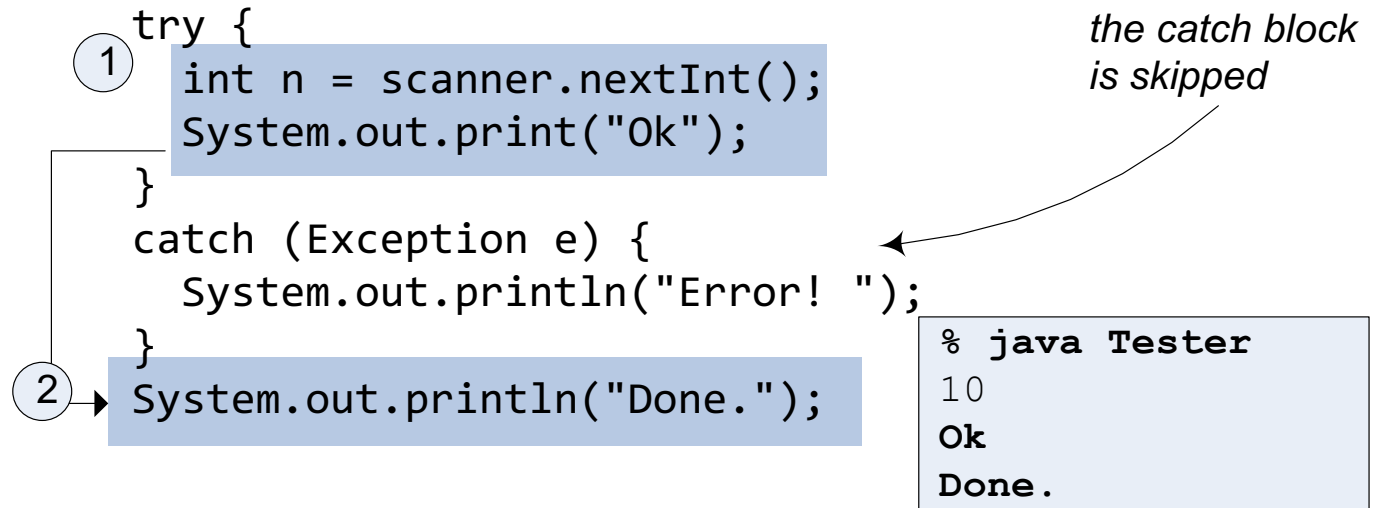 try {
1
int n = scanner.nextInt();
System.out.print("Ok");
}
catch (Exception e) {
System.out.println("Error! ");
}
2
System.out.println("Done.");
the catch block
is skipped
% java Tester
10
Ok
Done.